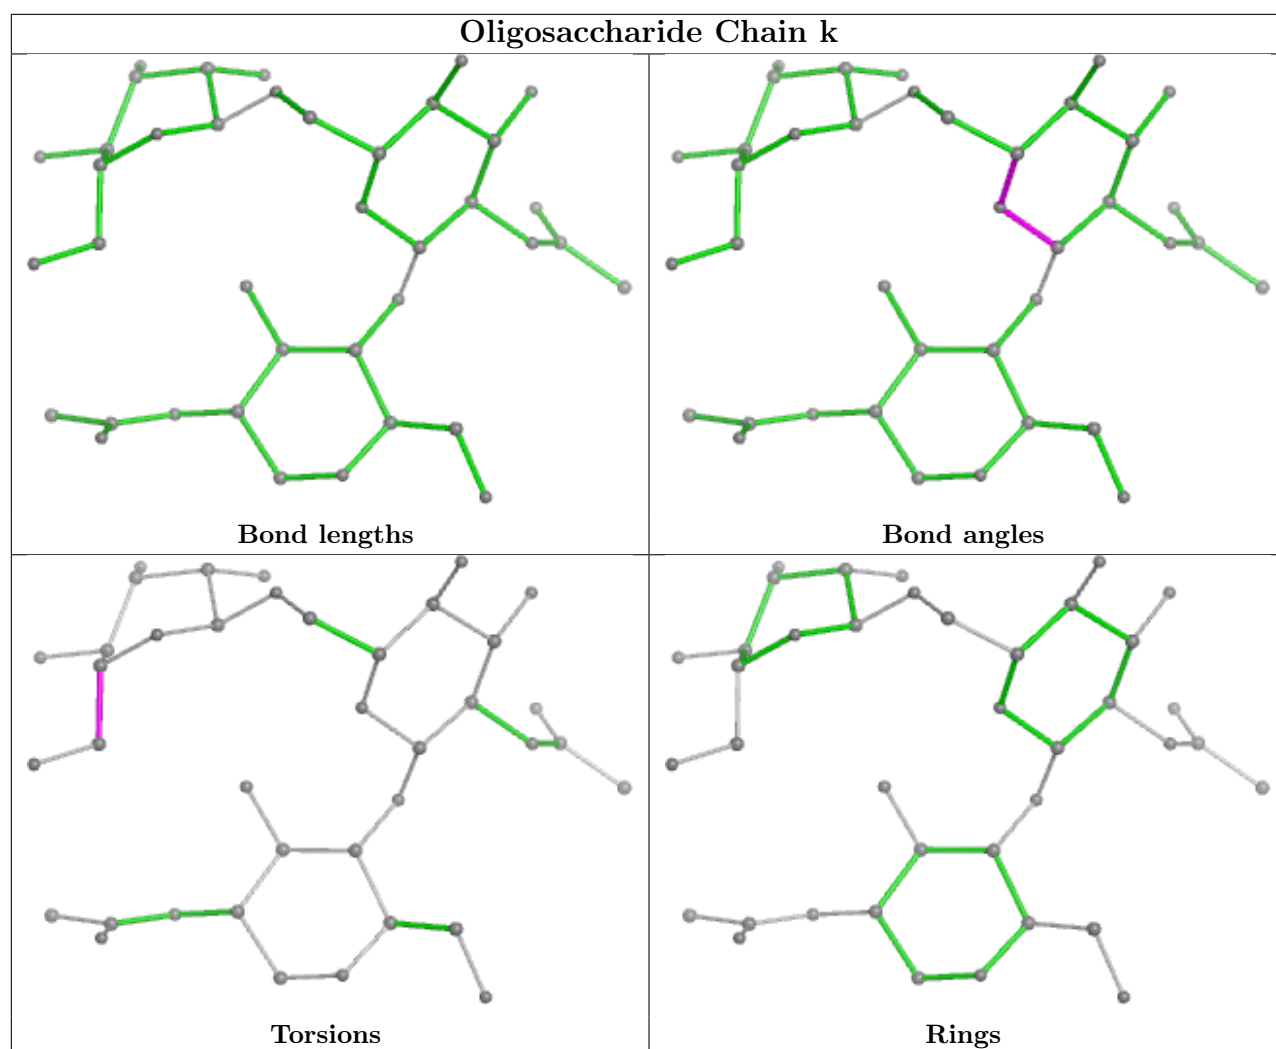 Oligosaccharide Chain k
Bond lengths
Bond angles
Torsions
Rings